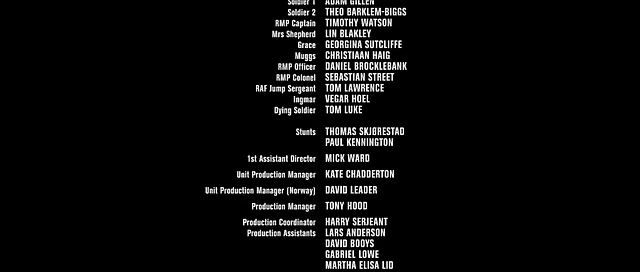 Soldier 1 ADAM GILLEN
Soldier 2 THEO BARKLEM-BIGGS
RMP Captain TIMOTHY WATSON
Mrs Shepherd LIN BLAKLEY
Grace GEORGINA SUTCLIFFE
Muggs CHRISTIAAN HAIG
RMP Officer DANIEL BROCKLEBANK
RMP Colonel SEBASTIAN STREET
RAF Jump Sergeant TOM LAWRENCE
Ingmar VEGAR HOEL
Dying Soldier TOM LUKE
Stunts THOMAS SKJØRESTAD
PAUL KENNINGTON
1st Assistant Director MICK WARD
Unit Production Manager KATE CHADDERTON
Unit Production Manager (Norway) DAVID LEADER
Production Manager TONY HOOD
Production Coordinator HARRY SERJEANT
Production Assistants LARS ANDERSON
DAVID BOOYS
GABRIEL LOWE
MARTHA ELISA LID